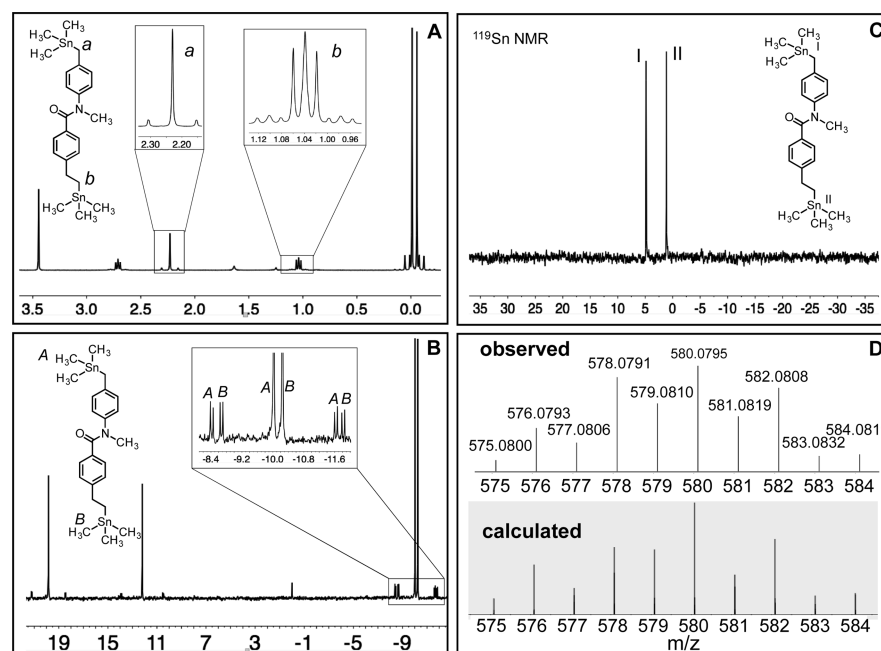 A
CH3
H3C Sn a
H3C
a
b
O N
CH3
b
2.30 2.20
1.12 1.08 1.04 1.00 0.96
Sn CH3
H3C CH3
3.5 3.0 2.5 2.0 1.5 1.0 0.5 0.0
C
119Sn NMR
I II
CH3
H3C Sn I
H3C
O N
CH3
II
Sn CH3
H3C CH3
35 30 25 20 15 10 5 0 -5 -10 -15 -20 -25 -30 -35
B
A CH3
H3C Sn
H3C
A B A B A B
O N
CH3
-8.4 -9.2 -10.0 -10.8 -11.6
B Sn CH3
H3C CH3
19 15 11 7 3 -1 -5 -9
D
observed
580.0795
578.0791
582.0808
579.0810
581.0819
576.0793
577.0806
583.0832 584.081
575.0800
575 576 577 578 579 580 581 582 583 584
calculated
575 576 577 578 579 580 581 582 583 584
m/z